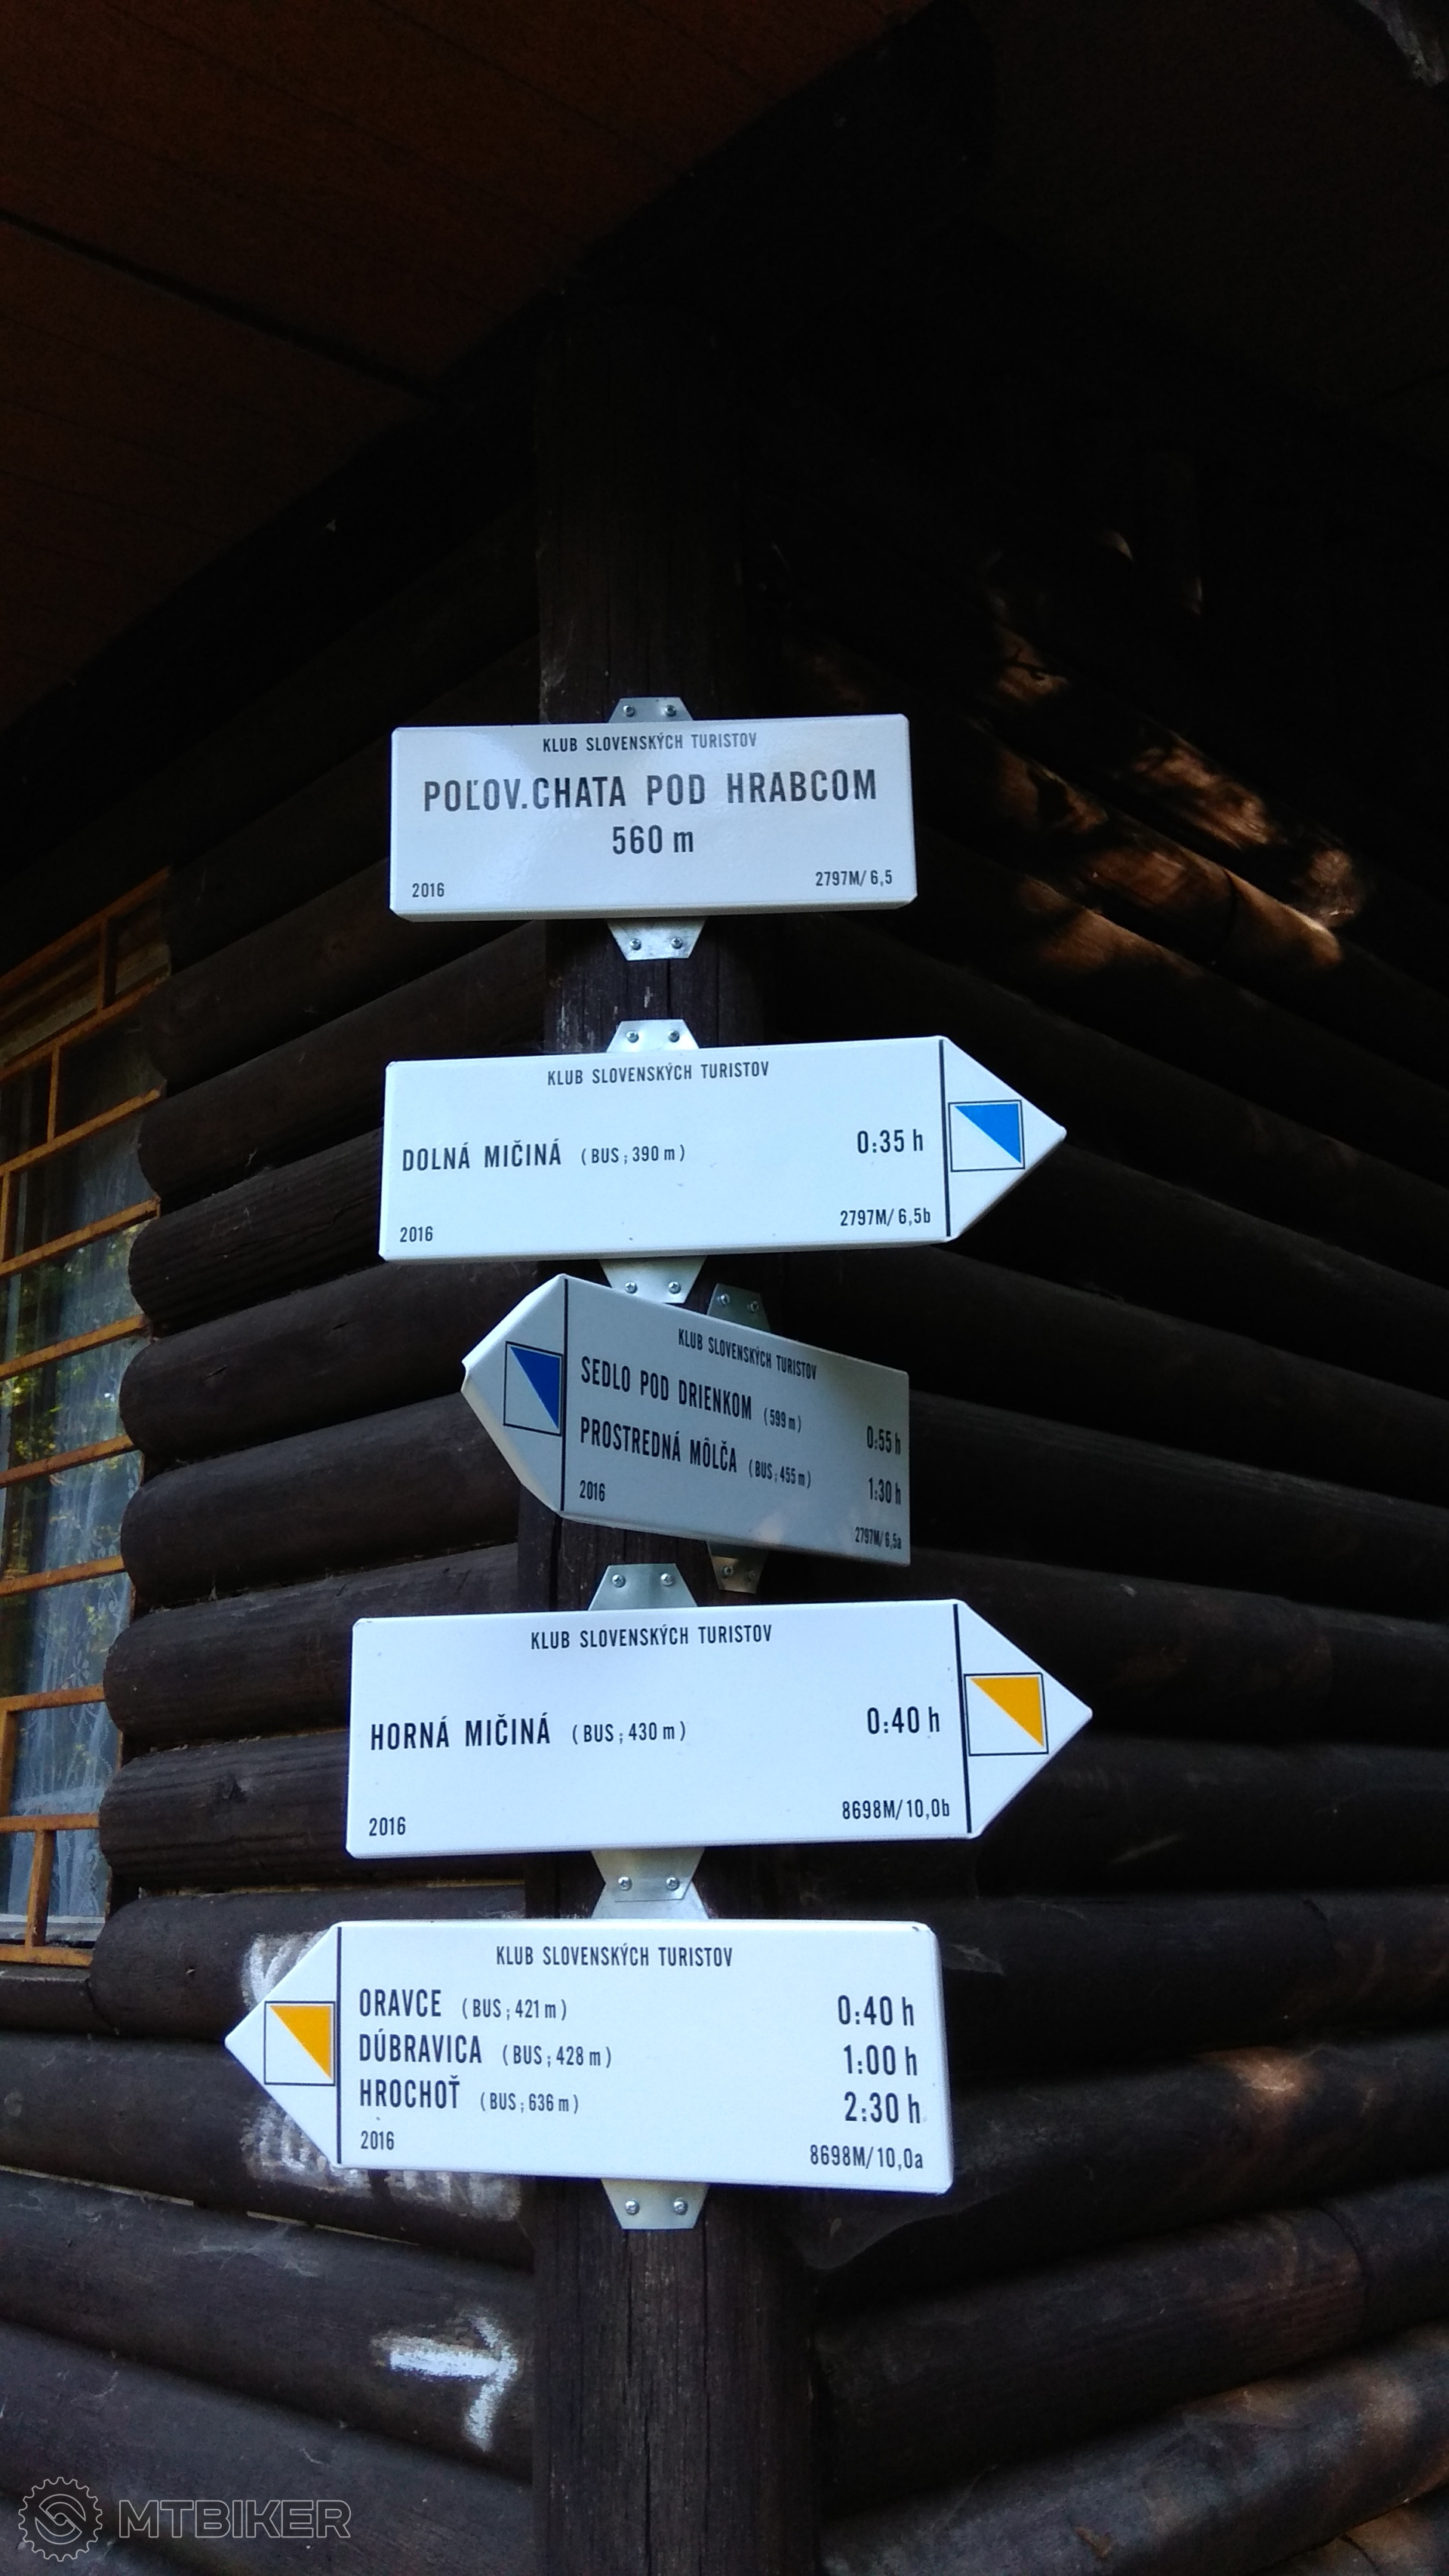 KLUB SLOVENSKÝCH TURISTOV
POĽOV.CHATA POD HRABCOM
560 m
2016 2797M/6,5
KLUB SLOVENSKÝCH TURISTOV
DOLNÁ MIČINÁ (BUS; 390 m) 0:35 h
2016 2797M/6,5b
KLUB SLOVENSKÝCH TURISTOV
SEDLO POD DRIENKOM (599 m) 0:55 h
PROSTREDNÁ MÔLČA (BUS; 455 m) 1:30 h
2016 2797M/6,5a
KLUB SLOVENSKÝCH TURISTOV
HORNÁ MIČINÁ (BUS; 430 m) 0:40 h
2016 8698M/10,0b
KLUB SLOVENSKÝCH TURISTOV
ORAVCE (BUS; 421 m) 0:40 h
DÚBRAVICA (BUS; 428 m) 1:00 h
HROCHOŤ (BUS; 636 m) 2:30 h
2016 8698M/10,0a
MTBIKER